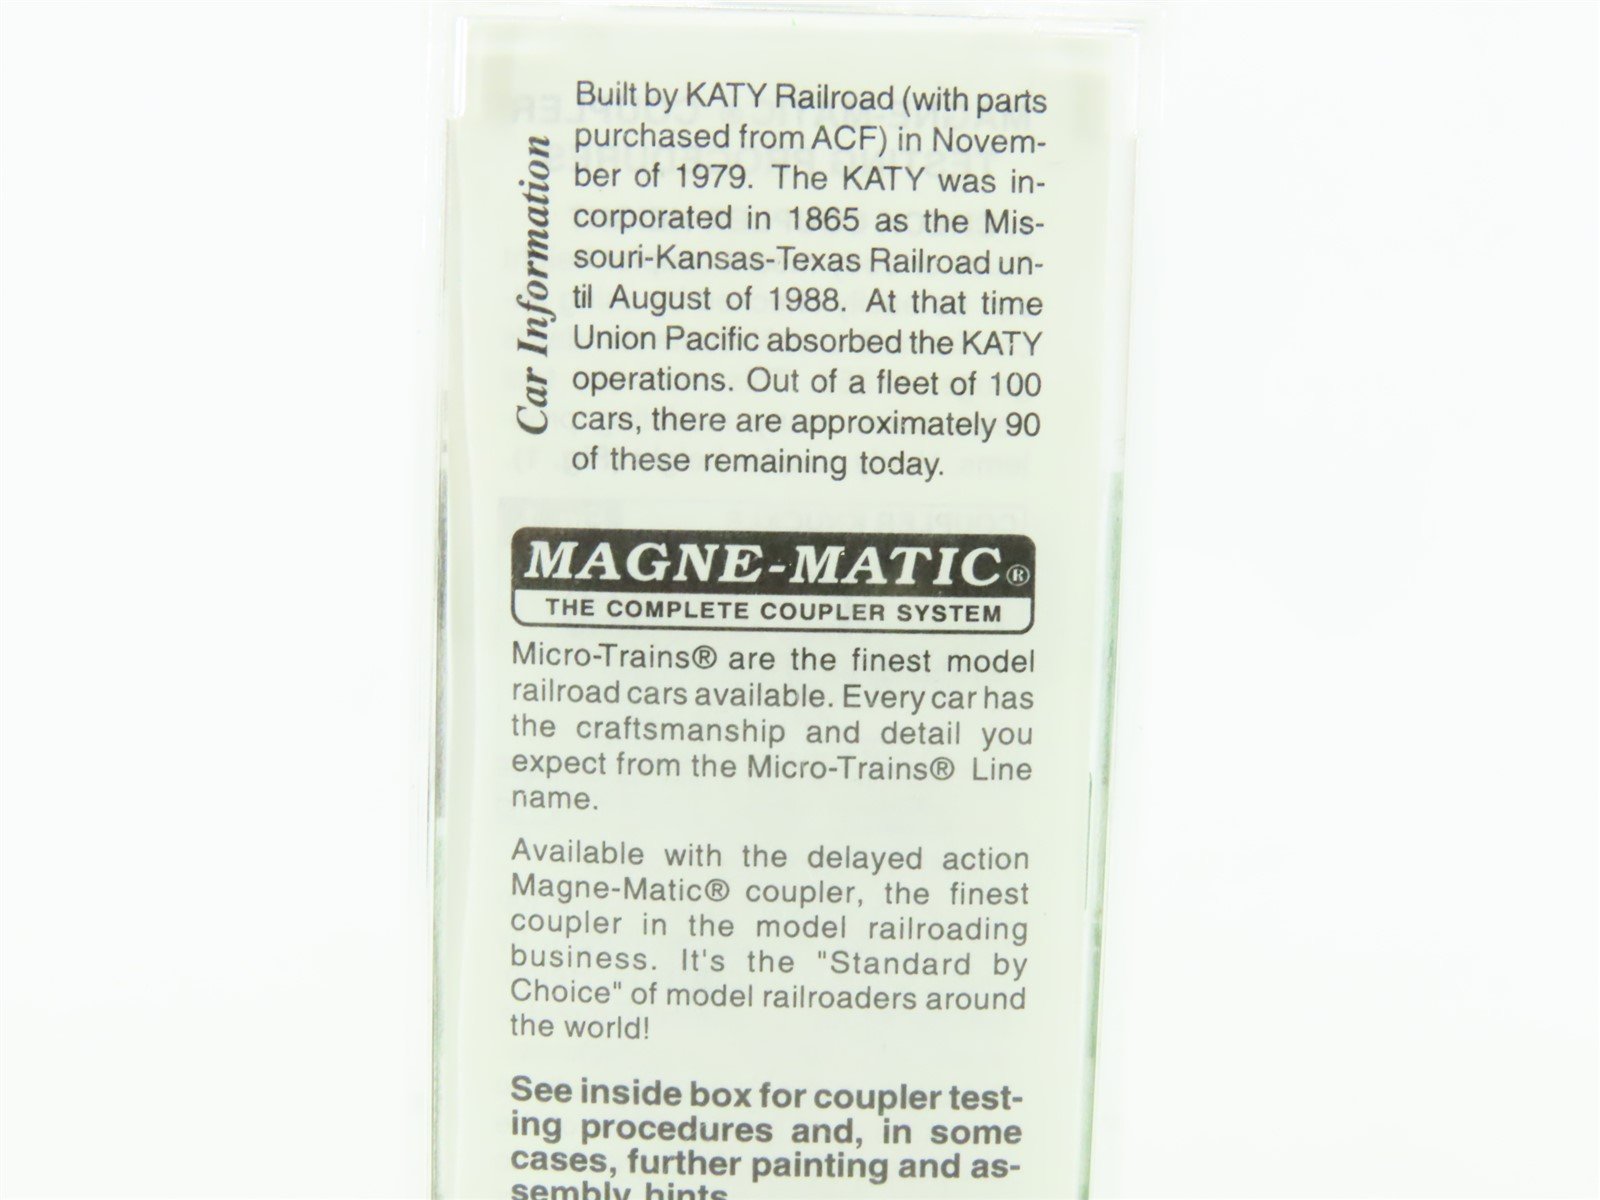 Car Information
Built by KATY Railroad (with parts
purchased from ACF) in Novem-
ber of 1979. The KATY was in-
corporated in 1865 as the Mis-
souri-Kansas-Texas Railroad un-
til August of 1988. At that time
Union Pacific absorbed the KATY
operations. Out of a fleet of 100
cars, there are approximately 90
of these remaining today.
MAGNE-MATIC®
THE COMPLETE COUPLER SYSTEM
Micro-Trains® are the finest model
railroad cars available. Every car has
the craftsmanship and detail you
expect from the Micro-Trains® Line
name.
Available with the delayed action
Magne-Matic® coupler, the finest
coupler in the model railroading
business. It's the "Standard by
Choice" of model railroaders around
the world!
See inside box for coupler test-
ing procedures and, in some
cases, further painting and as-
sembly hints.